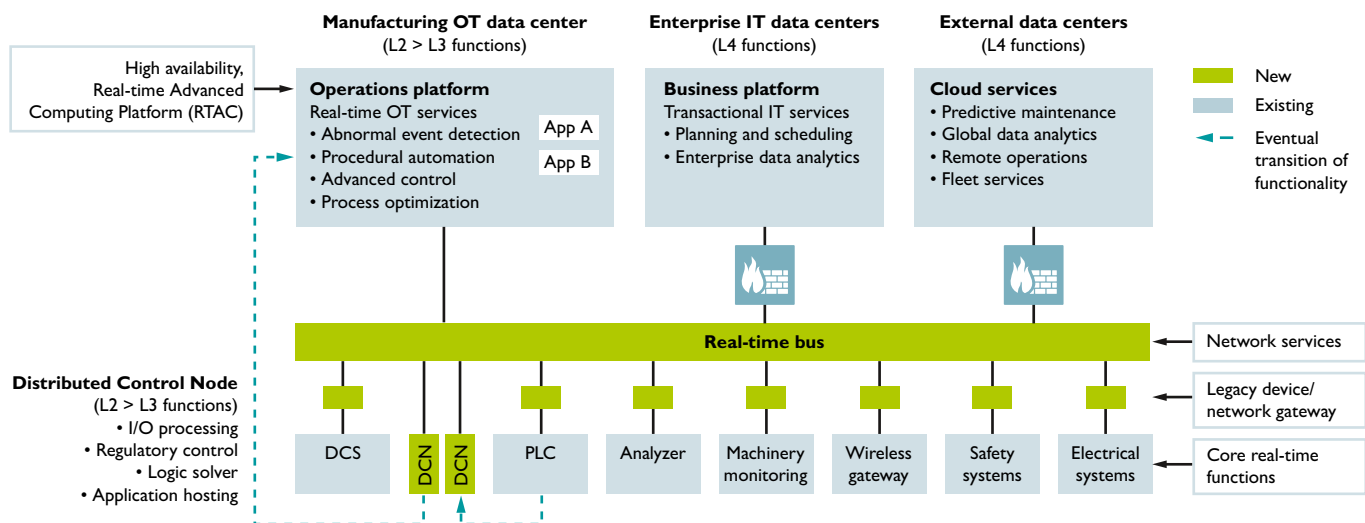 Manufacturing OT data center
(L2 > L3 functions)
Enterprise IT data centers
(L4 functions)
External data centers
(L4 functions)
High availability,
Real-time Advanced
Computing Platform (RTAC)
Operations platform
Real-time OT services
• Abnormal event detection
• Procedural automation
• Advanced control
• Process optimization
App A
App B
Business platform
Transactional IT services
• Planning and scheduling
• Enterprise data analytics
Cloud services
• Predictive maintenance
• Global data analytics
• Remote operations
• Fleet services
New
Existing
Eventual
transition of
functionality
Real-time bus
Network services
Distributed Control Node
(L2 > L3 functions)
• I/O processing
• Regulatory control
• Logic solver
• Application hosting
Legacy device/
network gateway
DCS
DCN
DCN
PLC
Analyzer
Machinery
monitoring
Wireless
gateway
Safety
systems
Electrical
systems
Core real-time
functions